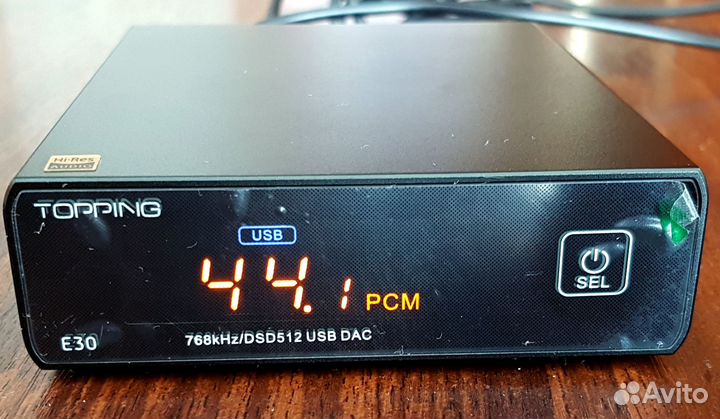 Hi-Res
AUDIO
TOPPING
USB
44.1 PCM
SEL
E30
768kHz/DSD512 USB DAC
Avito